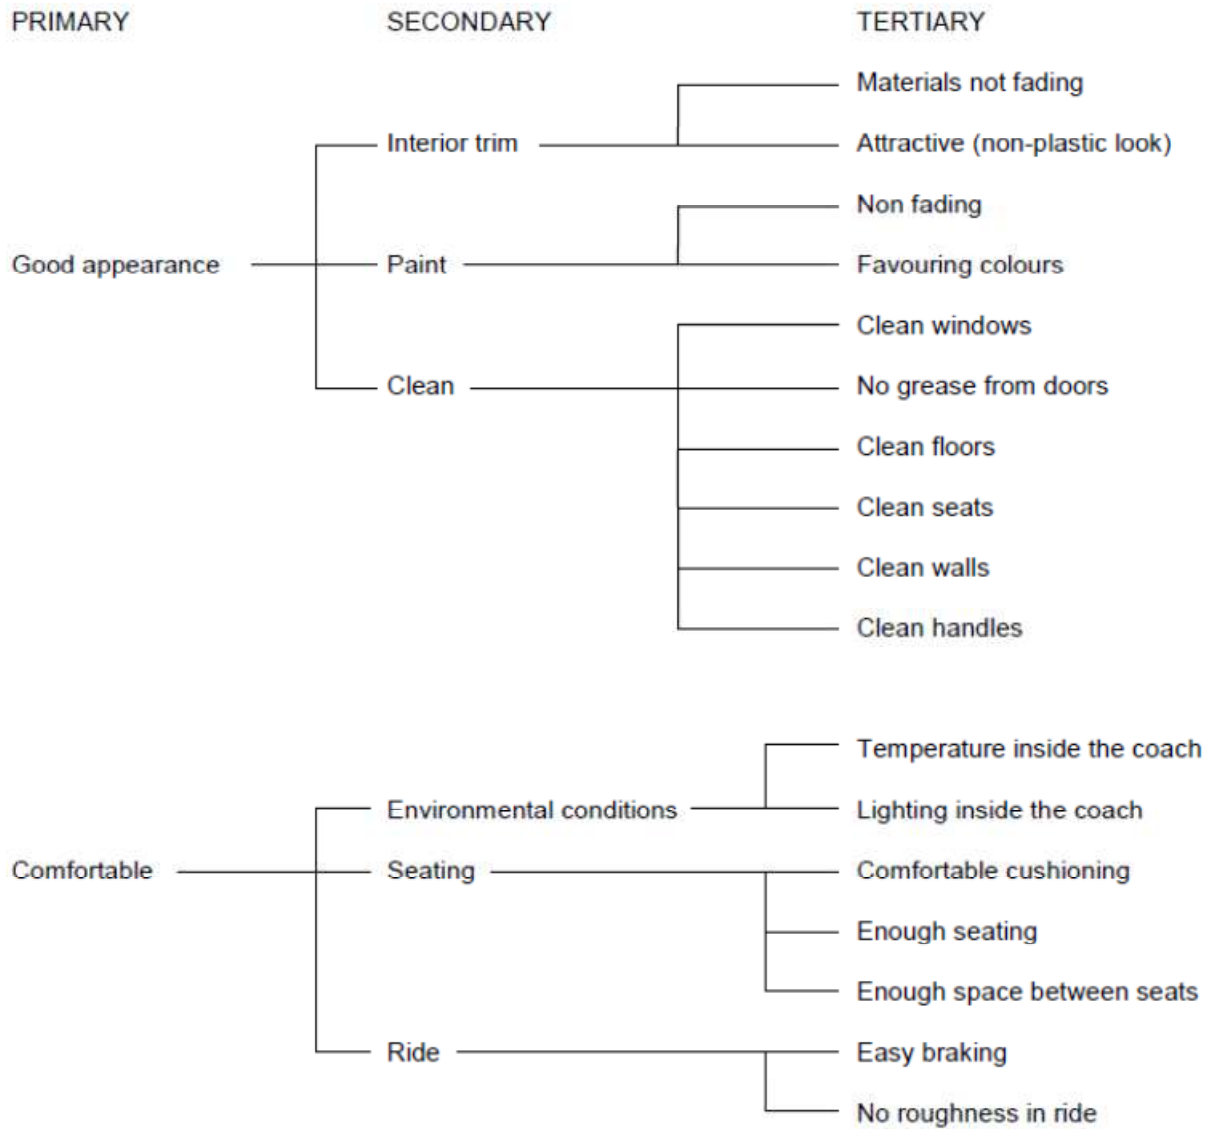 PRIMARY SECONDARY TERTIARY
Materials not fading
Interior trim Attractive (non-plastic look)
Non fading
Good appearance Paint Favouring colours
Clean windows
Clean No grease from doors
Clean floors
Clean seats
Clean walls
Clean handles
Temperature inside the coach
Environmental conditions Lighting inside the coach
Comfortable Seating Comfortable cushioning
Enough seating
Enough space between seats
Ride Easy braking
No roughness in ride